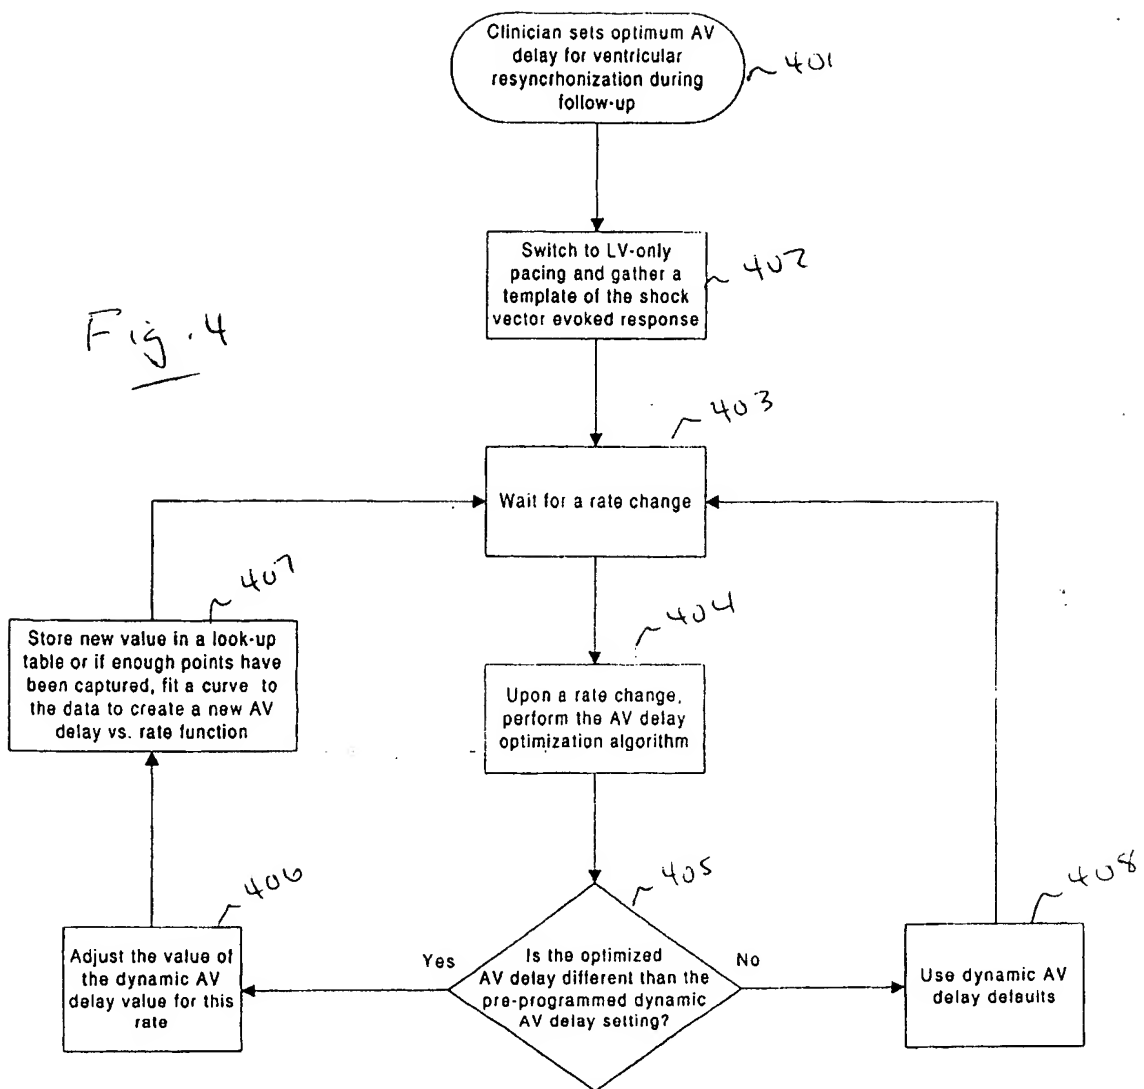 Clinician sets optimum AV
delay for ventricular
resyncrhonization during
follow-up
401
Switch to LV-only
pacing and gather a
template of the shock
vector evoked response
402
Fig. 4
403
Wait for a rate change
407
Store new value in a look-up
table or if enough points have
been captured, fit a curve to
the data to create a new AV
delay vs. rate function
404
Upon a rate change,
perform the AV delay
optimization algorithm
406
Adjust the value of
the dynamic AV
delay value for this
rate
Yes
405
Is the optimized
AV delay different than the
pre-programmed dynamic
AV delay setting?
No
408
Use dynamic AV
delay defaults